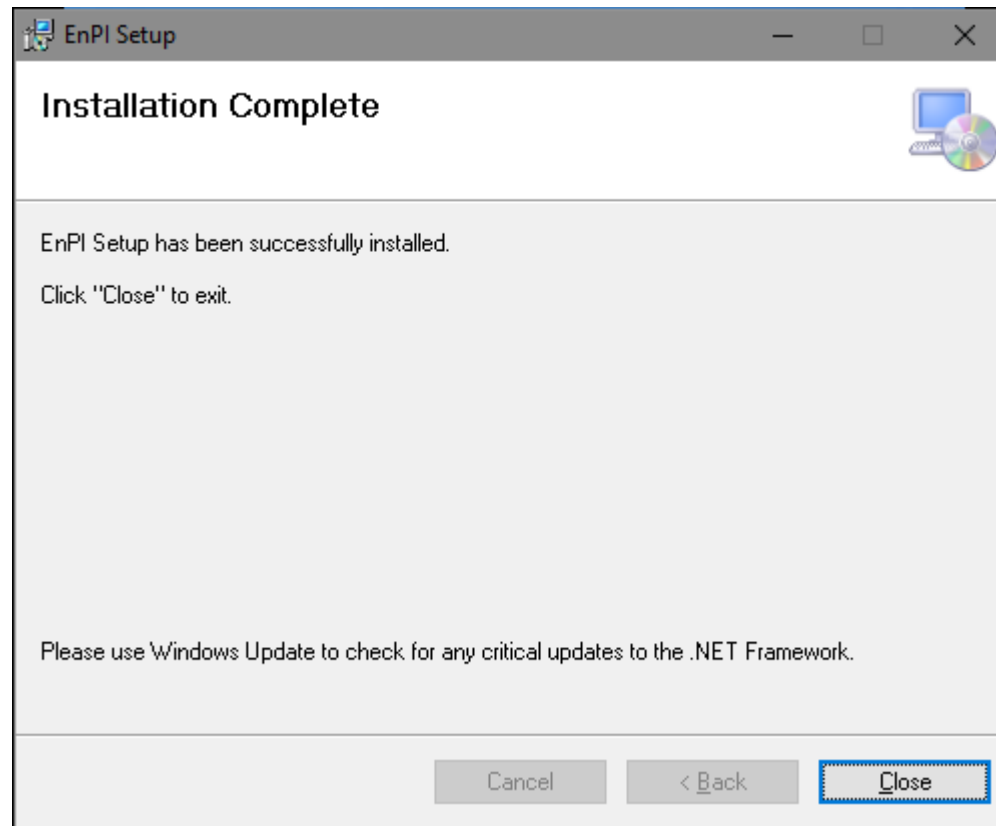 EnPI Setup
Installation Complete
EnPI Setup has been successfully installed.
Click "Close" to exit.
Please use Windows Update to check for any critical updates to the .NET Framework.
Cancel
< Back
Close